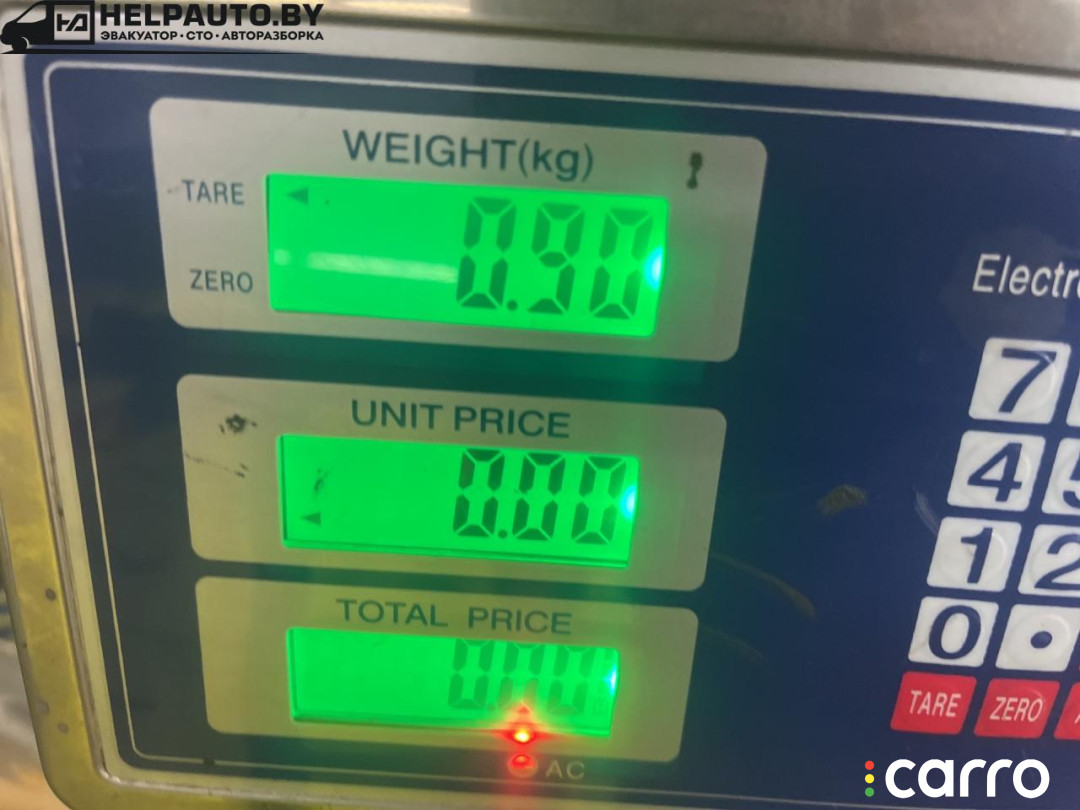 HELPAUTO.BY
ЭВАКУАТОР • СТО • АВТОРАЗБОРКА
WEIGHT(kg)
TARE
0.90
ZERO
UNIT PRICE
0.00
TOTAL PRICE
0.00
AC
7
4
1 2
0 .
TARE ZERO
carro